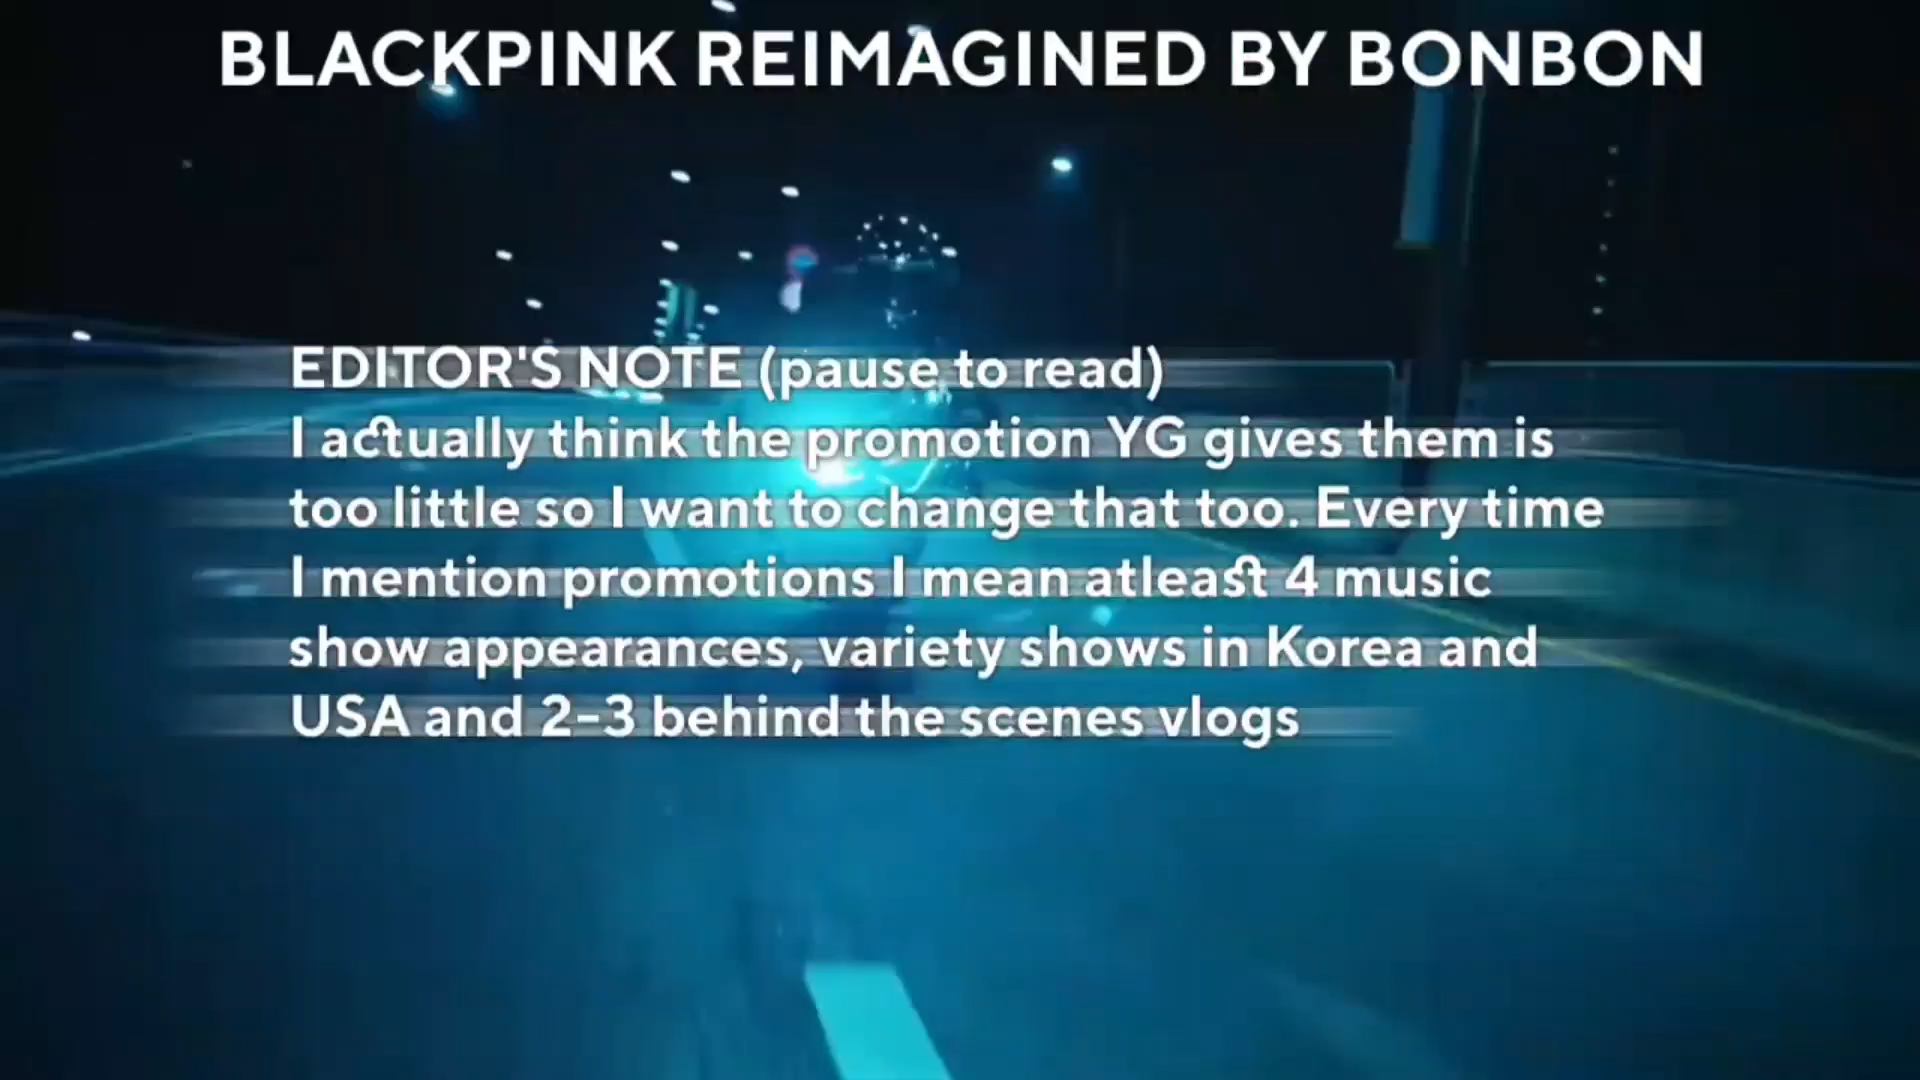 BLACKPINK REIMAGINED BY BONBON
EDITOR'S NOTE (pause to read)
I actually think the promotion YG gives them is
too little so I want to change that too. Every time
I mention promotions I mean atleast 4 music
show appearances, variety shows in Korea and
USA and 2-3 behind the scenes vlogs